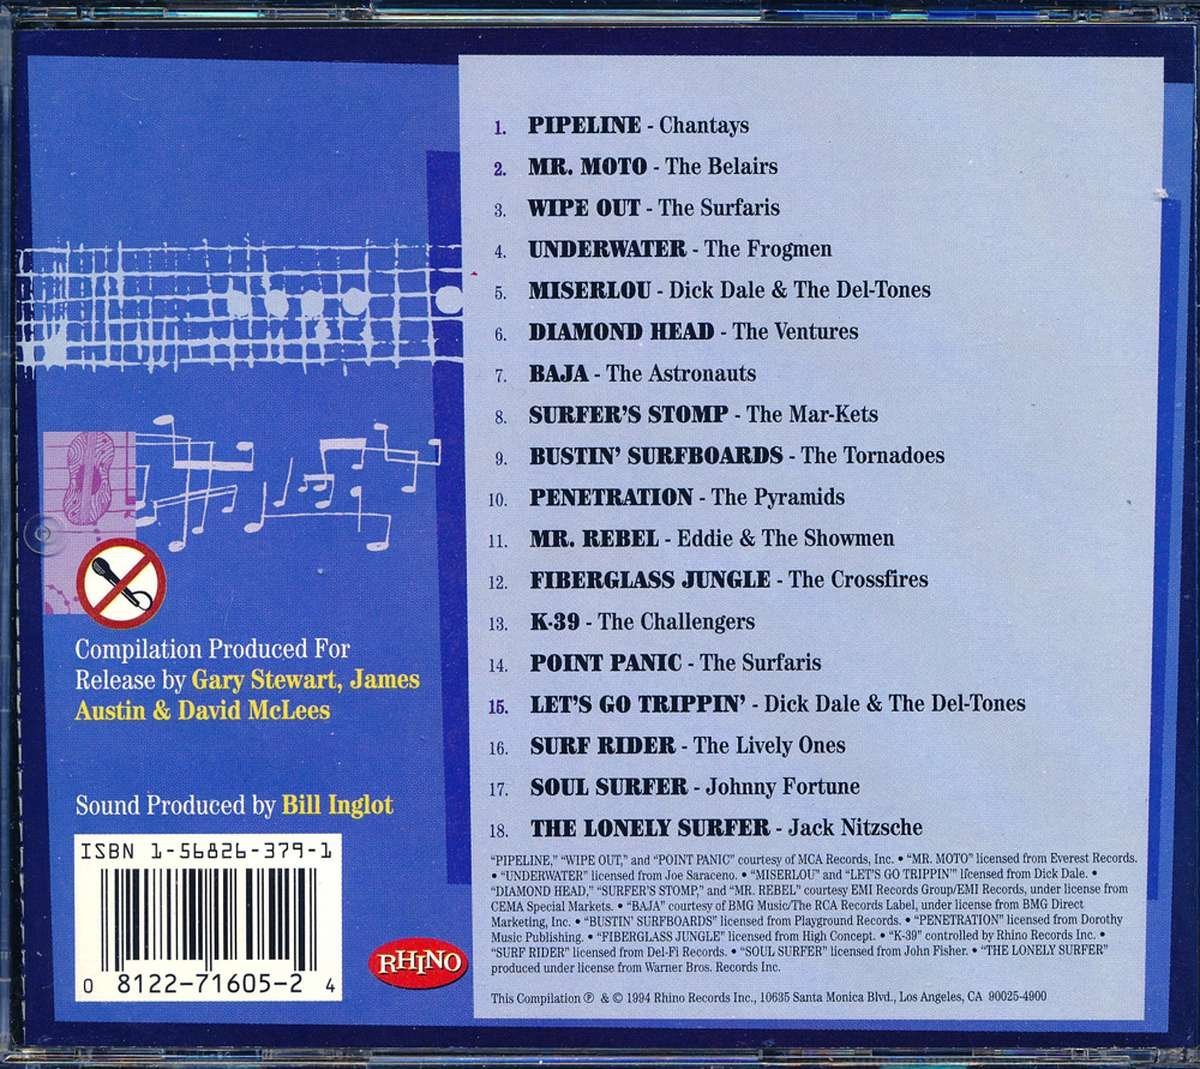 1. PIPELINE - Chantays
2. MR. MOTO - The Belairs
3. WIPE OUT - The Surfaris
4. UNDERWATER - The Frogmen
5. MISERLOU - Dick Dale & The Del-Tones
6. DIAMOND HEAD - The Ventures
7. BAJA - The Astronauts
8. SURFER'S STOMP - The Mar-Kets
9. BUSTIN' SURFBOARDS - The Tornadoes
10. PENETRATION - The Pyramids
11. MR. REBEL - Eddie & The Showmen
12. FIBERGLASS JUNGLE - The Crossfires
13. K-39 - The Challengers
14. POINT PANIC - The Surfaris
15. LET'S GO TRIPPIN' - Dick Dale & The Del-Tones
16. SURF RIDER - The Lively Ones
17. SOUL SURFER - Johnny Fortune
18. THE LONELY SURFER - Jack Nitzsche
"PIPELINE," "WIPE OUT," and "POINT PANIC" courtesy of MCA Records, Inc. • "MR. MOTO" licensed from Everest Records.
• "UNDERWATER" licensed from Joe Saraceno. • "MISERLOU" and "LET'S GO TRIPPIN'" licensed from Dick Dale. •
"DIAMOND HEAD," "SURFER'S STOMP," and "MR. REBEL" courtesy EMI Records Group/EMI Records, under license from
CEMA Special Markets. • "BAJA" courtesy of BMG Music/The RCA Records Label, under license from BMG Direct
Marketing, Inc. • "BUSTIN' SURFBOARDS" licensed from Playground Records. • "PENETRATION" licensed from Dorothy
Music Publishing. • "FIBERGLASS JUNGLE" licensed from High Concept. • "K-39" controlled by Rhino Records Inc. •
"SURF RIDER" licensed from Del-Fi Records. • "SOUL SURFER" licensed from John Fisher. • "THE LONELY SURFER"
produced under license from Warner Bros. Records Inc.
This Compilation ℗ & © 1994 Rhino Records Inc., 10635 Santa Monica Blvd., Los Angeles, CA 90025-4900
Compilation Produced For
Release by Gary Stewart, James
Austin & David McLees
Sound Produced by Bill Inglot
ISBN 1-56826-379-1
0 8122-71605-2 4
RHINO